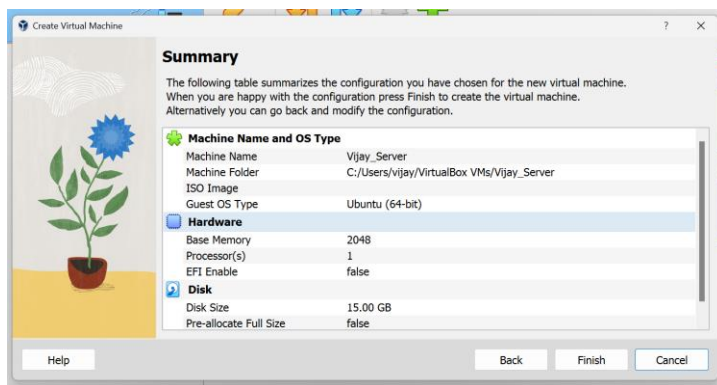 Create Virtual Machine
?
Summary
The following table summarizes the configuration you have chosen for the new virtual machine.
When you are happy with the configuration press Finish to create the virtual machine.
Alternatively you can go back and modify the configuration.
Machine Name and OS Type
Machine Name Vijay_Server
Machine Folder C:/Users/vijay/VirtualBox VMs/Vijay_Server
ISO Image
Guest OS Type Ubuntu (64-bit)
Hardware
Base Memory 2048
Processor(s) 1
EFI Enable false
Disk
Disk Size 15.00 GB
Pre-allocate Full Size false
Help Back Finish Cancel